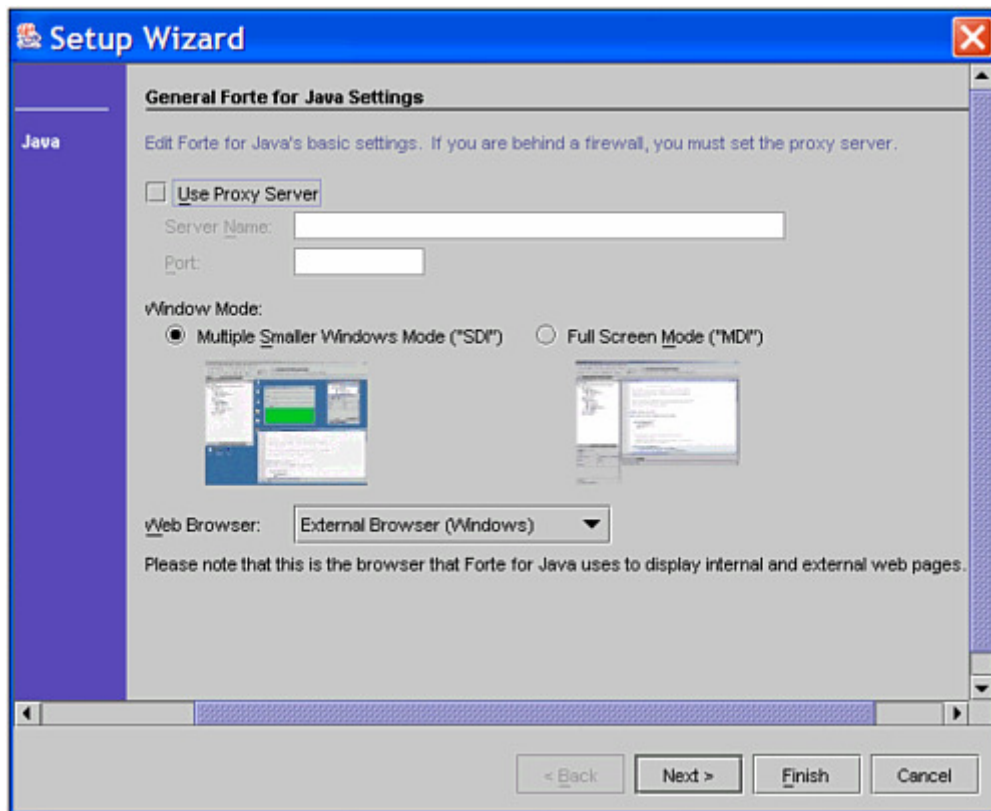 Setup Wizard
General Forte for Java Settings
Java
Edit Forte for Java's basic settings. If you are behind a firewall, you must set the proxy server.
Use Proxy Server
Server Name:
Port:
Window Mode:
Multiple Smaller Windows Mode ("SDI")
Full Screen Mode ("MDI")
Web Browser:
External Browser (Windows)
Please note that this is the browser that Forte for Java uses to display internal and external web pages.
< Back
Next >
Finish
Cancel